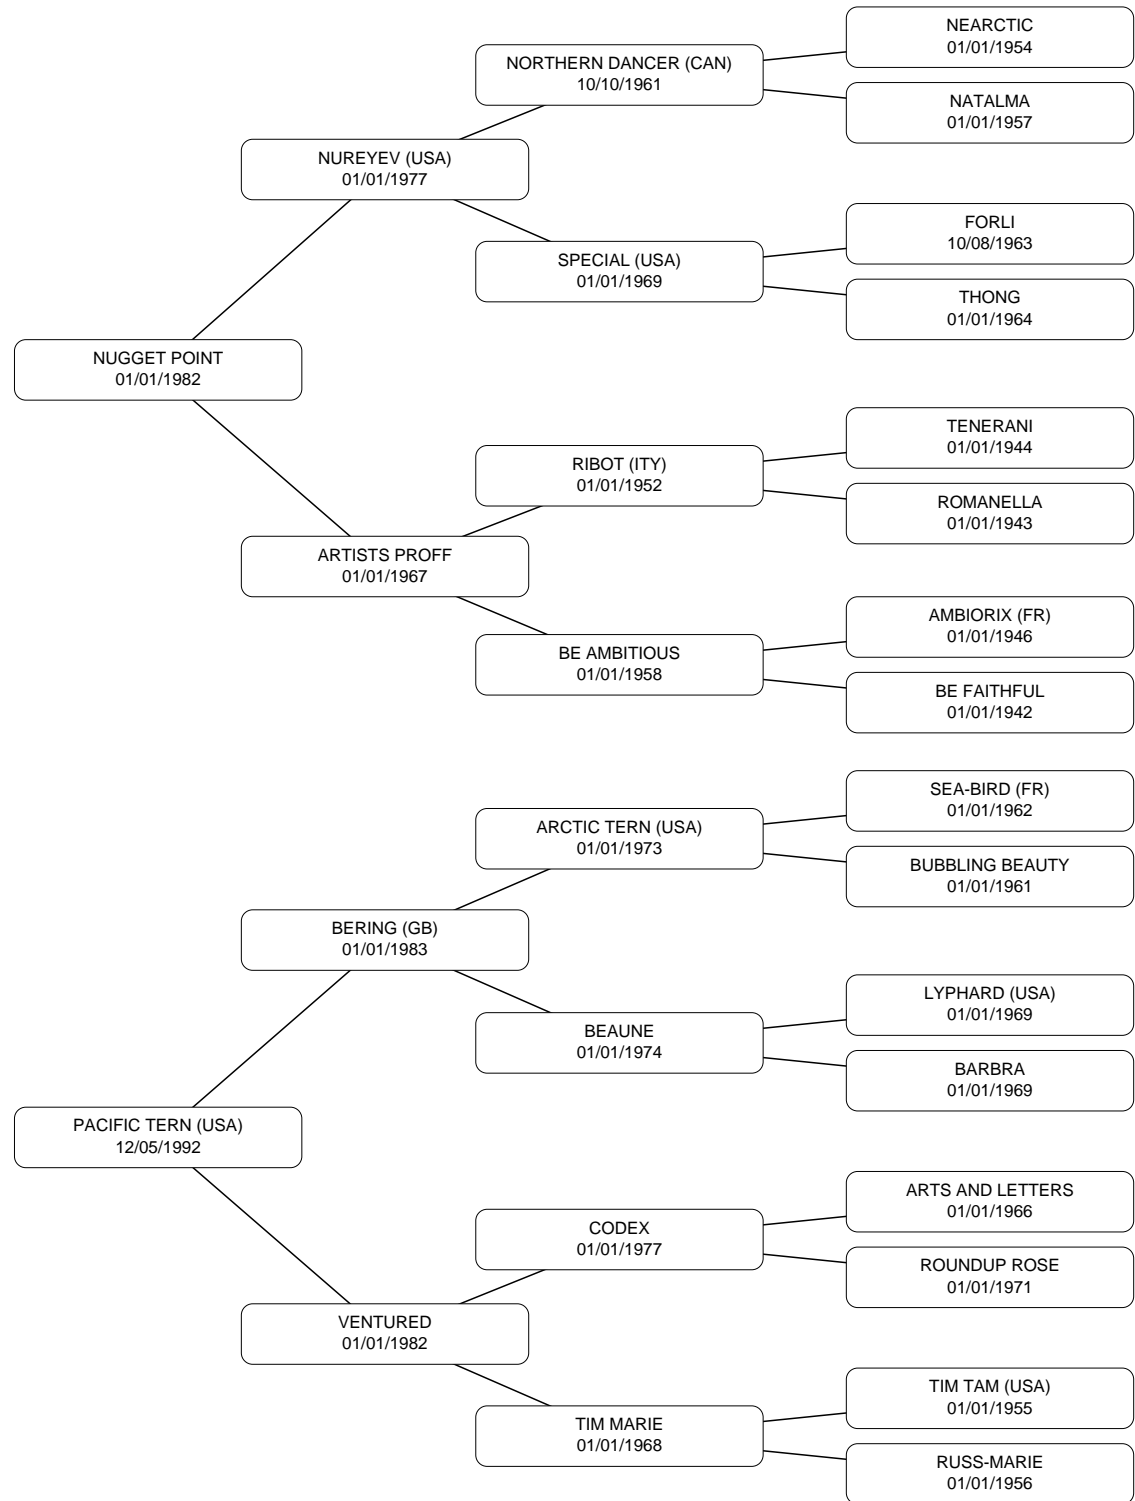 NEARCTIC
01/01/1954
NORTHERN DANCER (CAN)
10/10/1961
NATALMA
01/01/1957
NUREYEV (USA)
01/01/1977
FORLI
10/08/1963
SPECIAL (USA)
01/01/1969
THONG
01/01/1964
NUGGET POINT
01/01/1982
TENERANI
01/01/1944
RIBOT (ITY)
01/01/1952
ROMANELLA
01/01/1943
ARTISTS PROFF
01/01/1967
AMBIORIX (FR)
01/01/1946
BE AMBITIOUS
01/01/1958
BE FAITHFUL
01/01/1942
SEA-BIRD (FR)
01/01/1962
ARCTIC TERN (USA)
01/01/1973
BUBBLING BEAUTY
01/01/1961
BERING (GB)
01/01/1983
LYPHARD (USA)
01/01/1969
BEAUNE
01/01/1974
BARBRA
01/01/1969
PACIFIC TERN (USA)
12/05/1992
ARTS AND LETTERS
01/01/1966
CODEX
01/01/1977
ROUNDUP ROSE
01/01/1971
VENTURED
01/01/1982
TIM TAM (USA)
01/01/1955
TIM MARIE
01/01/1968
RUSS-MARIE
01/01/1956